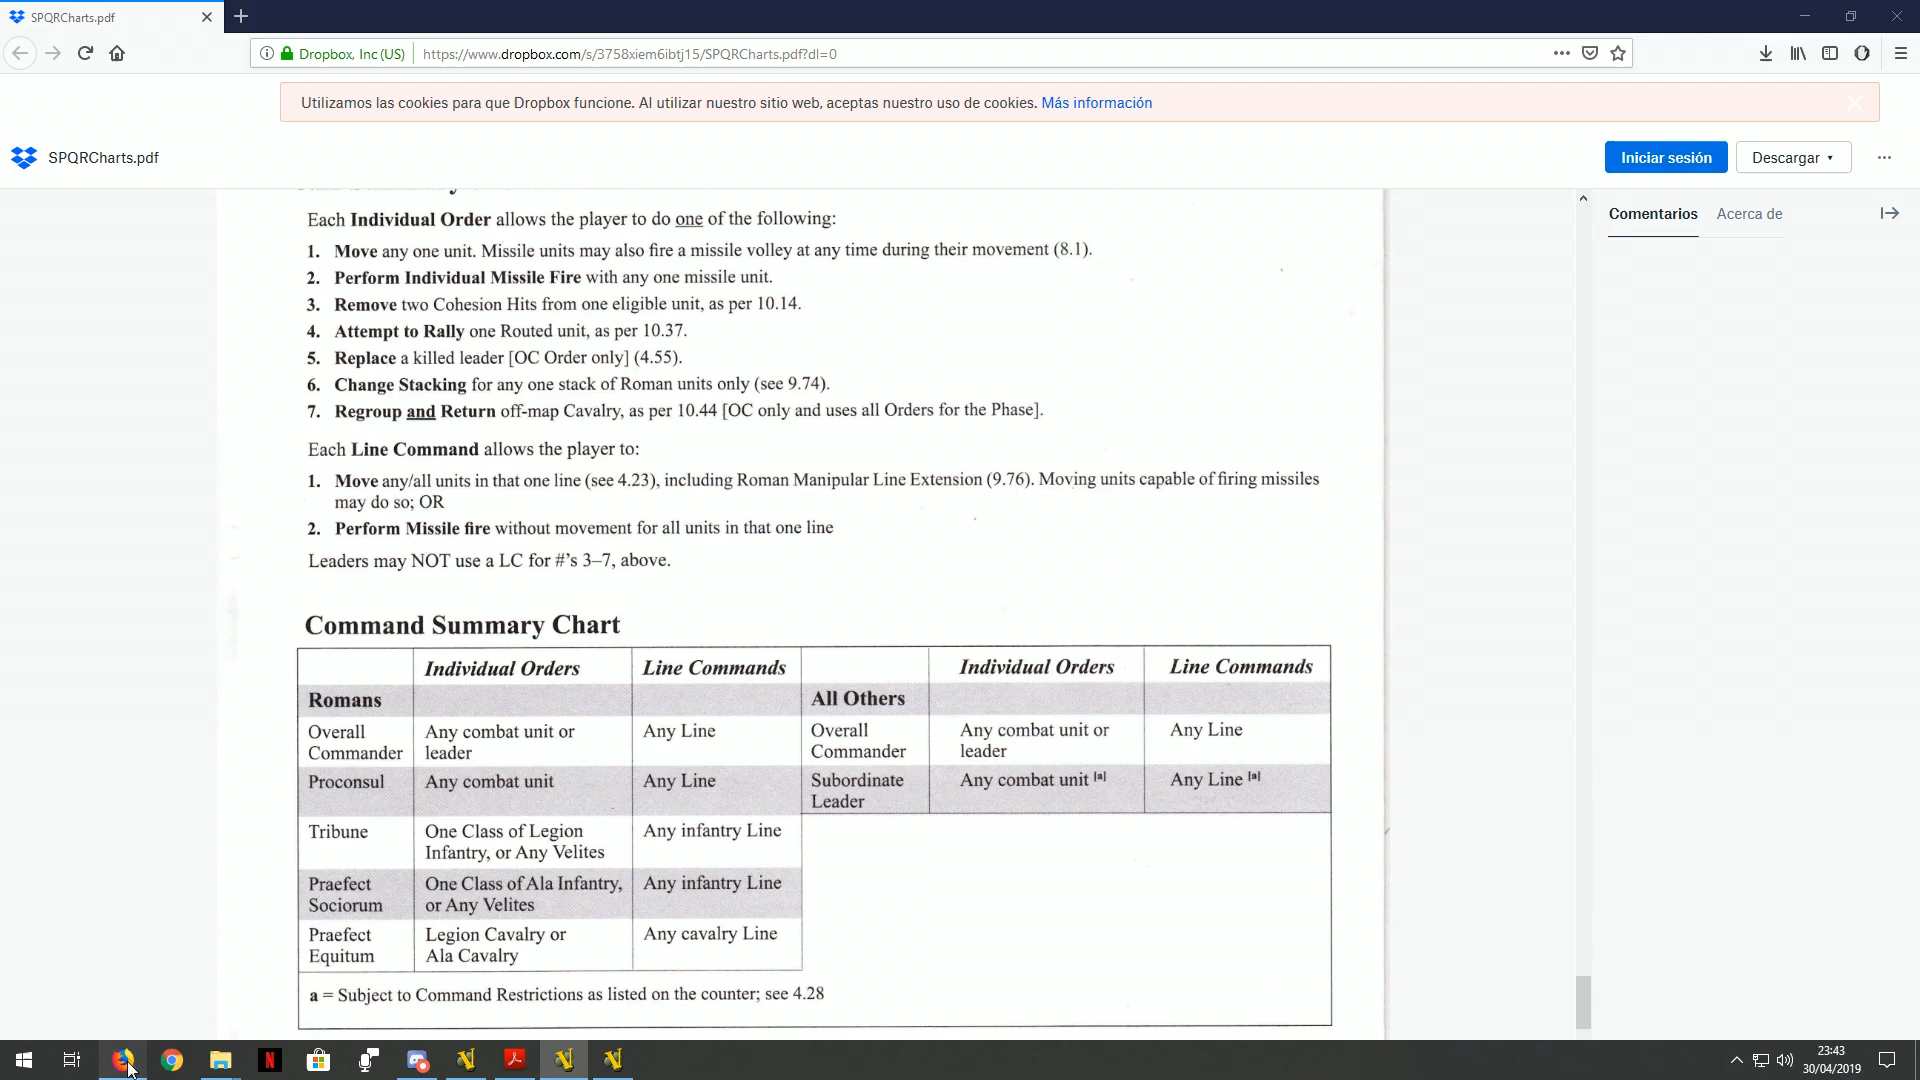 SPQRCharts.pdf
Dropbox, Inc (US)
https://www.dropbox.com/s/3758xiem6ibtj15/SPQRCharts.pdf?dl=0
Utilizamos las cookies para que Dropbox funcione. Al utilizar nuestro sitio web, aceptas nuestro uso de cookies. Más información
SPQRCharts.pdf
Iniciar sesión
Descargar
Comentarios
Acerca de
Each Individual Order allows the player to do one of the following:
1. Move any one unit. Missile units may also fire a missile volley at any time during their movement (8.1).
2. Perform Individual Missile Fire with any one missile unit.
3. Remove two Cohesion Hits from one eligible unit, as per 10.14.
4. Attempt to Rally one Routed unit, as per 10.37.
5. Replace a killed leader [OC Order only] (4.55).
6. Change Stacking for any one stack of Roman units only (see 9.74).
7. Regroup and Return off-map Cavalry, as per 10.44 [OC only and uses all Orders for the Phase].
Each Line Command allows the player to:
1. Move any/all units in that one line (see 4.23), including Roman Manipular Line Extension (9.76). Moving units capable of firing missiles
may do so; OR
2. Perform Missile fire without movement for all units in that one line
Leaders may NOT use a LC for #'s 3–7, above.
Command Summary Chart
Individual Orders Line Commands Individual Orders Line Commands
Romans All Others
Overall Any combat unit or Any Line Overall Any combat unit or Any Line
Commander leader Commander leader
Proconsul Any combat unit Any Line Subordinate Any combat unit [a] Any Line [a]
Leader
Tribune One Class of Legion Any infantry Line
Infantry, or Any Velites
Praefect One Class of Ala Infantry, Any infantry Line
Sociorum or Any Velites
Praefect Legion Cavalry or Any cavalry Line
Equitum Ala Cavalry
a = Subject to Command Restrictions as listed on the counter; see 4.28
23:43
30/04/2019